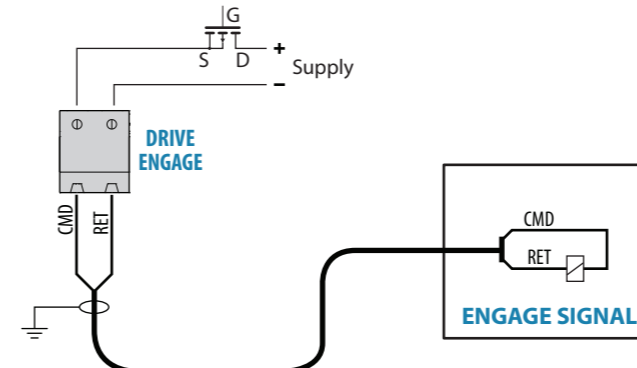 G
S D
+
Supply
–
DRIVE
ENGAGE
CMD
RET
CMD
RET
ENGAGE SIGNAL